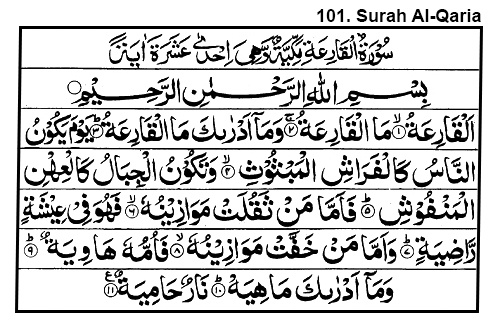 101. Surah Al-Qaria
سُوْرَةُ الْقَارِعَةِ مَكِّيَّةٌ وَّهِيَ اِحْدٰى عَشَرَةَ اٰيَةً
بِسْمِ اللّٰهِ الرَّحْمٰنِ الرَّحِيْمِ
اَلْقَارِعَةُ ۙ﴿۱﴾ مَا الْقَارِعَةُ ۚ﴿۲﴾ وَمَاۤ اَدْرٰىكَ مَا الْقَارِعَةُ ؕ﴿۳﴾ يَوْمَ يَكُوْنُ
النَّاسُ كَالْفَرَاشِ الْمَبْثُوْثِ ۙ﴿۴﴾ وَتَكُوْنُ الْجِبَالُ كَالْعِهْنِ
الْمَنْفُوْشِ ؕ﴿۵﴾ فَاَمَّا مَنْ ثَقُلَتْ مَوَازِيْنُهٗ ۙ﴿۶﴾ فَهُوَ فِيْ عِيْشَةٍ
رَّاضِيَةٍ ؕ﴿۷﴾ وَاَمَّا مَنْ خَفَّتْ مَوَازِيْنُهٗ ۙ﴿۸﴾ فَاُمُّهٗ هَاوِيَةٌ ؕ﴿۹﴾
وَمَاۤ اَدْرٰىكَ مَا هِيَهْ ؕ﴿۱۰﴾ نَارٌ حَامِيَةٌ ﴿۱۱﴾ ع